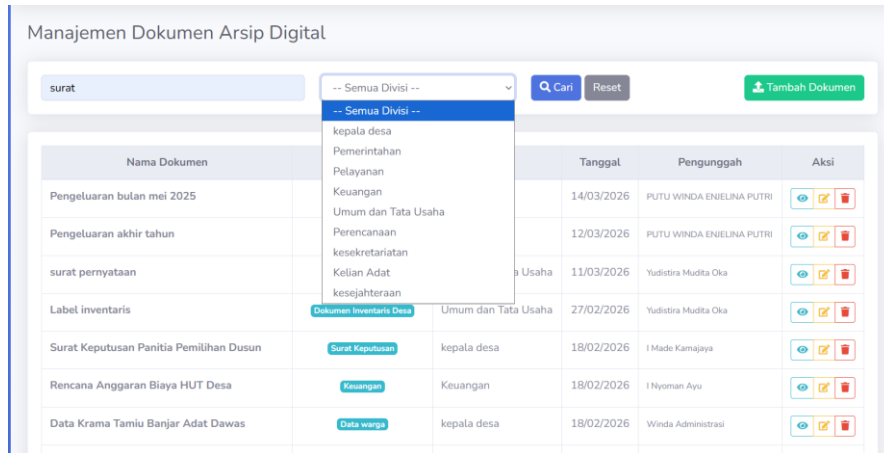 Manajemen Dokumen Arsip Digital
surat
-- Semua Divisi --
Cari
Reset
Tambah Dokumen
-- Semua Divisi --
kepala desa
Pemerintahan
Pelayanan
Keuangan
Umum dan Tata Usaha
Perencanaan
kesekretariatan
Kelian Adat
kesejahteraan
Nama Dokumen Tanggal Pengunggah Aksi
Pengeluaran bulan mei 2025 14/03/2026 PUTU WINDA ENJELINA PUTRI
Pengeluaran akhir tahun 12/03/2026 PUTU WINDA ENJELINA PUTRI
surat pernyataan Usaha 11/03/2026 Yudistira Mudita Oka
Label inventaris Dokumen Inventaris Desa Umum dan Tata Usaha 27/02/2026 Yudistira Mudita Oka
Surat Keputusan Panitia Pemilihan Dusun Surat Keputusan kepala desa 18/02/2026 I Made Kamajaya
Rencana Anggaran Biaya HUT Desa Keuangan Keuangan 18/02/2026 I Nyoman Ayu
Data Krama Tamiu Banjar Adat Dawas Data warga kepala desa 18/02/2026 Winda Administrasi